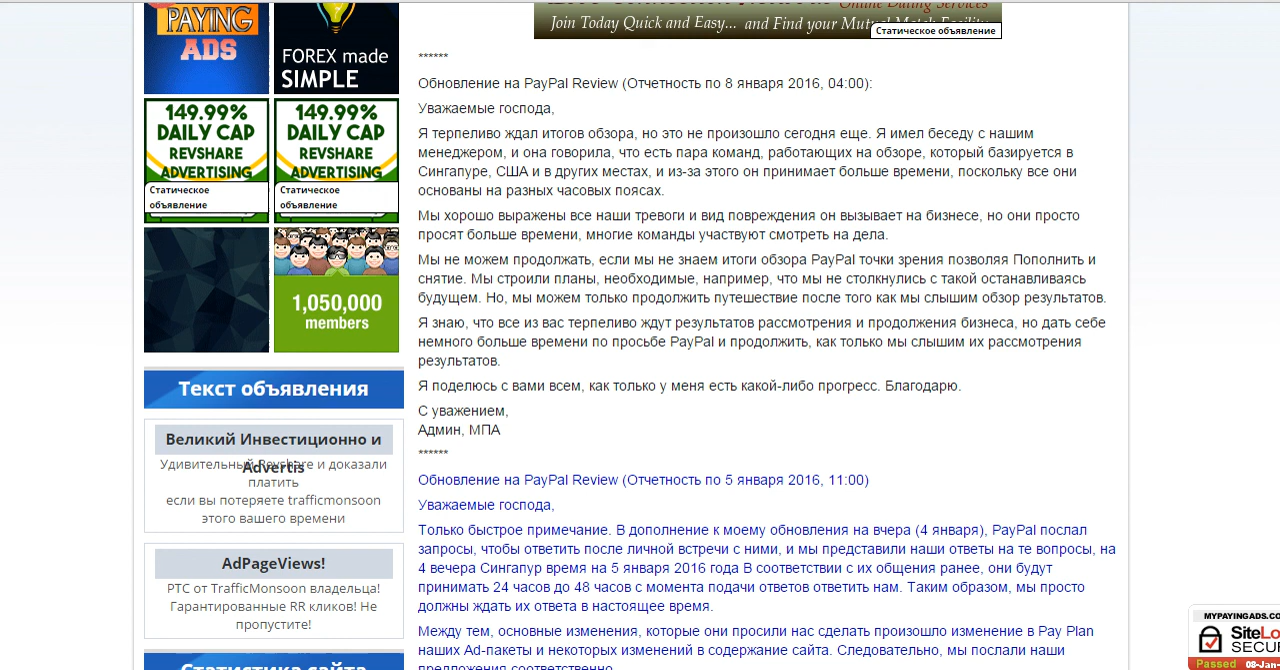 PAYING
ADS
FOREX made
SIMPLE
149.99%
DAILY CAP
REVSHARE
ADVERTISING
Статическое
объявление
149.99%
DAILY CAP
REVSHARE
ADVERTISING
Статическое
объявление
1,050,000
members
Текст объявления
Великий Инвестиционно и
Advertis
Удивительный Revshare и доказали
платить
если вы потеряете trafficmonsoon
этого вашего времени
AdPageViews!
PTC от TrafficMonsoon владельца!
Гарантированные RR кликов! Не
пропустите!
Статистика сайта
Online Dating Services
Join Today Quick and Easy... and Find your Mutual Match Facility
Статическое объявление
******
Обновление на PayPal Review (Отчетность по 8 января 2016, 04:00):
Уважаемые господа,
Я терпеливо ждал итогов обзора, но это не произошло сегодня еще. Я имел беседу с нашим
менеджером, и она говорила, что есть пара команд, работающих на обзоре, который базируется в
Сингапуре, США и в других местах, и из-за этого он принимает больше времени, поскольку все они
основаны на разных часовых поясах.
Мы хорошо выражены все наши тревоги и вид повреждения он вызывает на бизнесе, но они просто
просят больше времени, многие команды участвуют смотреть на дела.
Мы не можем продолжать, если мы не знаем итоги обзора PayPal точки зрения позволяя Пополнить и
снятие. Мы строили планы, необходимые, например, что мы не столкнулись с такой останавливаясь
будущем. Но, мы можем только продолжить путешествие после того как мы слышим обзор результатов.
Я знаю, что все из вас терпеливо ждут результатов рассмотрения и продолжения бизнеса, но дать себе
немного больше времени по просьбе PayPal и продолжить, как только мы слышим их рассмотрения
результатов.
Я поделюсь с вами всем, как только у меня есть какой-либо прогресс. Благодарю.
С уважением,
Админ, МПА
******
Обновление на PayPal Review (Отчетность по 5 января 2016, 11:00)
Уважаемые господа,
Только быстрое примечание. В дополнение к моему обновления на вчера (4 января), PayPal послал
запросы, чтобы ответить после личной встречи с ними, и мы представили наши ответы на те вопросы, на
4 вечера Сингапур время на 5 января 2016 года В соответствии с их общения ранее, они будут
принимать 24 часов до 48 часов с момента подачи ответов ответить нам. Таким образом, мы просто
должны ждать их ответа в настоящее время.
Между тем, основные изменения, которые они просили нас сделать произошло изменение в Pay Plan
наших Ad-пакеты и некоторых изменений в содержание сайта. Следовательно, мы послали наши
предложения соответственно
MYPAYINGADS.CO
SiteLo
SECU
Passed 08-Jan-